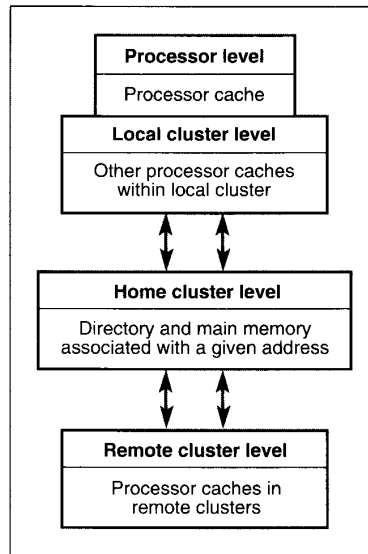 Processor level
Processor cache
Local cluster level
Other processor caches
within local cluster
Home cluster level
Directory and main memory
associated with a given address
Remote cluster level
Processor caches in
remote clusters